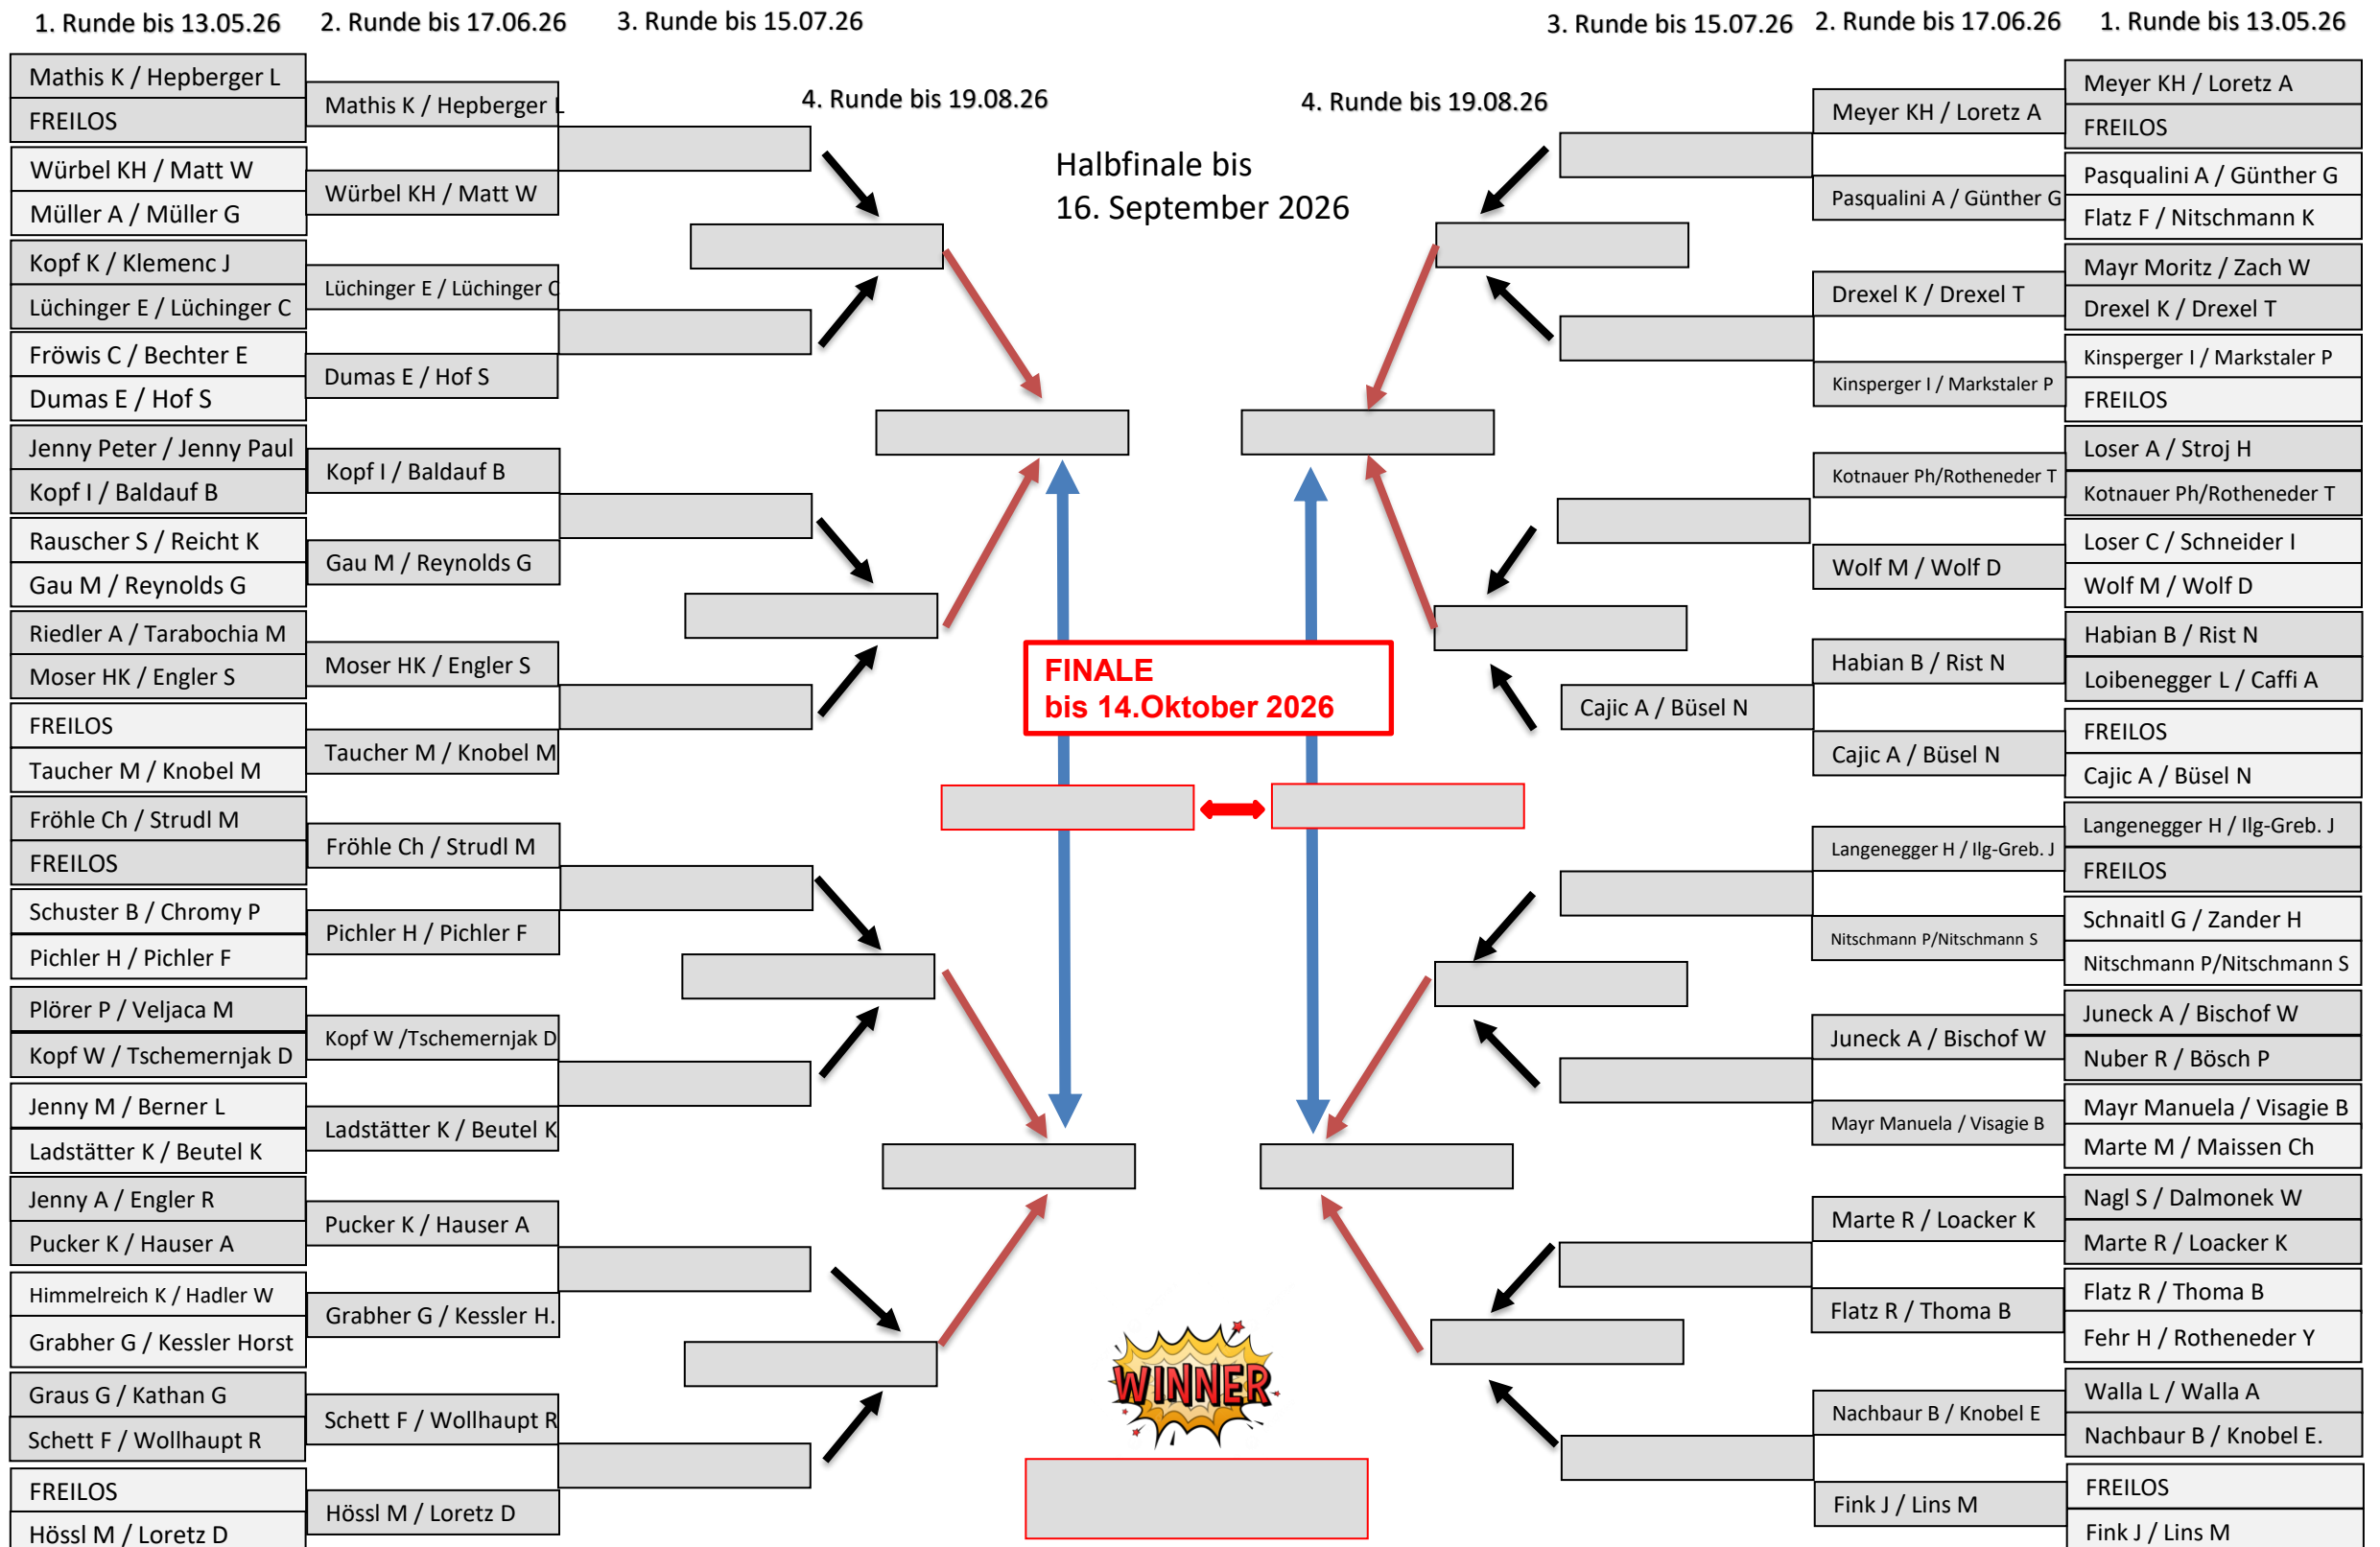 1. Runde bis 13.05.26
2. Runde bis 17.06.26
3. Runde bis 15.07.26
3. Runde bis 15.07.26
2. Runde bis 17.06.26
1. Runde bis 13.05.26
4. Runde bis 19.08.26
4. Runde bis 19.08.26
Halbfinale bis
16. September 2026
Mathis K / Hepberger L
FREILOS
Würbel KH / Matt W
Müller A / Müller G
Kopf K / Klemenc J
Lüchinger E / Lüchinger C
Fröwis C / Bechter E
Dumas E / Hof S
Jenny Peter / Jenny Paul
Kopf I / Baldauf B
Rauscher S / Reicht K
Gau M / Reynolds G
Riedler A / Tarabochia M
Moser HK / Engler S
FREILOS
Taucher M / Knobel M
Fröhle Ch / Strudl M
FREILOS
Schuster B / Chromy P
Pichler H / Pichler F
Plörer P / Veljaca M
Kopf W / Tschemernjak D
Jenny M / Berner L
Ladstätter K / Beutel K
Jenny A / Engler R
Pucker K / Hauser A
Himmelreich K / Hadler W
Grabher G / Kessler Horst
Graus G / Kathan G
Schett F / Wollhaupt R
FREILOS
Hössl M / Loretz D
Mathis K / Hepberger L
Würbel KH / Matt W
Lüchinger E / Lüchinger C
Dumas E / Hof S
Kopf I / Baldauf B
Gau M / Reynolds G
Moser HK / Engler S
Taucher M / Knobel M
Fröhle Ch / Strudl M
Pichler H / Pichler F
Kopf W /Tschemernjak D
Ladstätter K / Beutel K
Pucker K / Hauser A
Grabher G / Kessler H.
Schett F / Wollhaupt R
Hössl M / Loretz D
FINALE
bis 14.Oktober 2026
WINNER
Cajic A / Büsel N
Meyer KH / Loretz A
Pasqualini A / Günther G
Drexel K / Drexel T
Kinsperger I / Markstaler P
Kotnauer Ph/Rotheneder T
Wolf M / Wolf D
Habian B / Rist N
Cajic A / Büsel N
Langenegger H / Ilg-Greb. J
Nitschmann P/Nitschmann S
Juneck A / Bischof W
Mayr Manuela / Visagie B
Marte R / Loacker K
Flatz R / Thoma B
Nachbaur B / Knobel E
Fink J / Lins M
Meyer KH / Loretz A
FREILOS
Pasqualini A / Günther G
Flatz F / Nitschmann K
Mayr Moritz / Zach W
Drexel K / Drexel T
Kinsperger I / Markstaler P
FREILOS
Loser A / Stroj H
Kotnauer Ph/Rotheneder T
Loser C / Schneider I
Wolf M / Wolf D
Habian B / Rist N
Loibenegger L / Caffi A
FREILOS
Cajic A / Büsel N
Langenegger H / Ilg-Greb. J
FREILOS
Schnaitl G / Zander H
Nitschmann P/Nitschmann S
Juneck A / Bischof W
Nuber R / Bösch P
Mayr Manuela / Visagie B
Marte M / Maissen Ch
Nagl S / Dalmonek W
Marte R / Loacker K
Flatz R / Thoma B
Fehr H / Rotheneder Y
Walla L / Walla A
Nachbaur B / Knobel E.
FREILOS
Fink J / Lins M